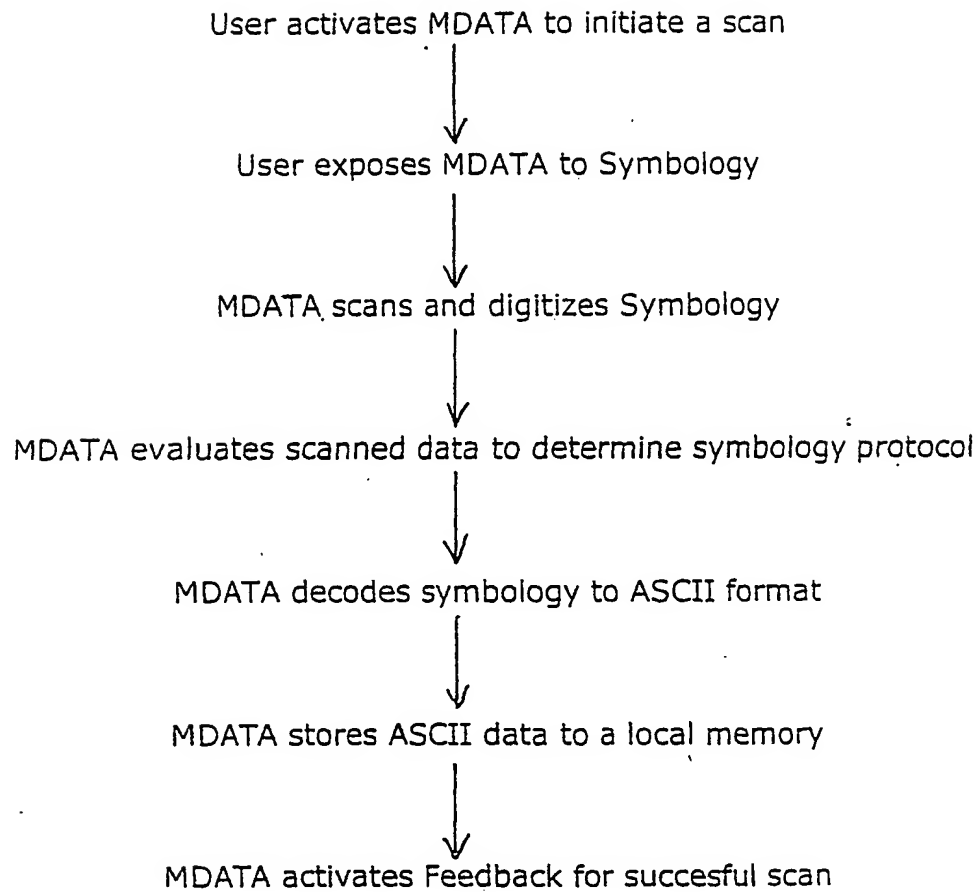 User activates MDATA to initiate a scan
User exposes MDATA to Symbology
MDATA scans and digitizes Symbology
MDATA evaluates scanned data to determine symbology protocol
MDATA decodes symbology to ASCII format
MDATA stores ASCII data to a local memory
MDATA activates Feedback for succesful scan